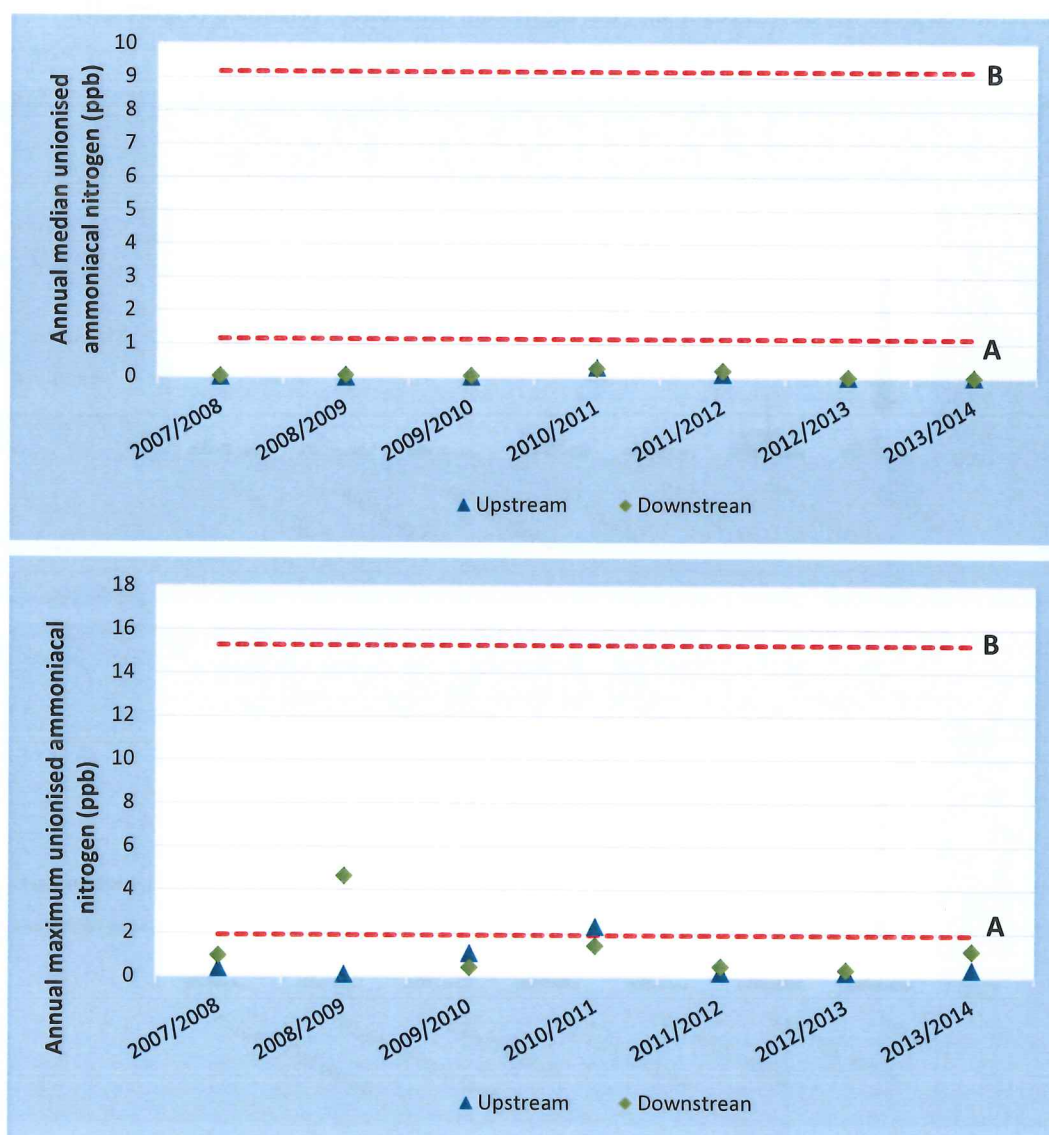 Annual median unionised
ammoniacal nitrogen (ppb)
10
9
8
7
6
5
4
3
2
1
0
B
A
2007/2008
2008/2009
2009/2010
2010/2011
2011/2012
2012/2013
2013/2014
Upstream
Downstrean
Annual maximum unionised ammoniacal
nitrogen (ppb)
18
16
14
12
10
8
6
4
2
0
B
A
2007/2008
2008/2009
2009/2010
2010/2011
2011/2012
2012/2013
2013/2014
Upstream
Downstrean